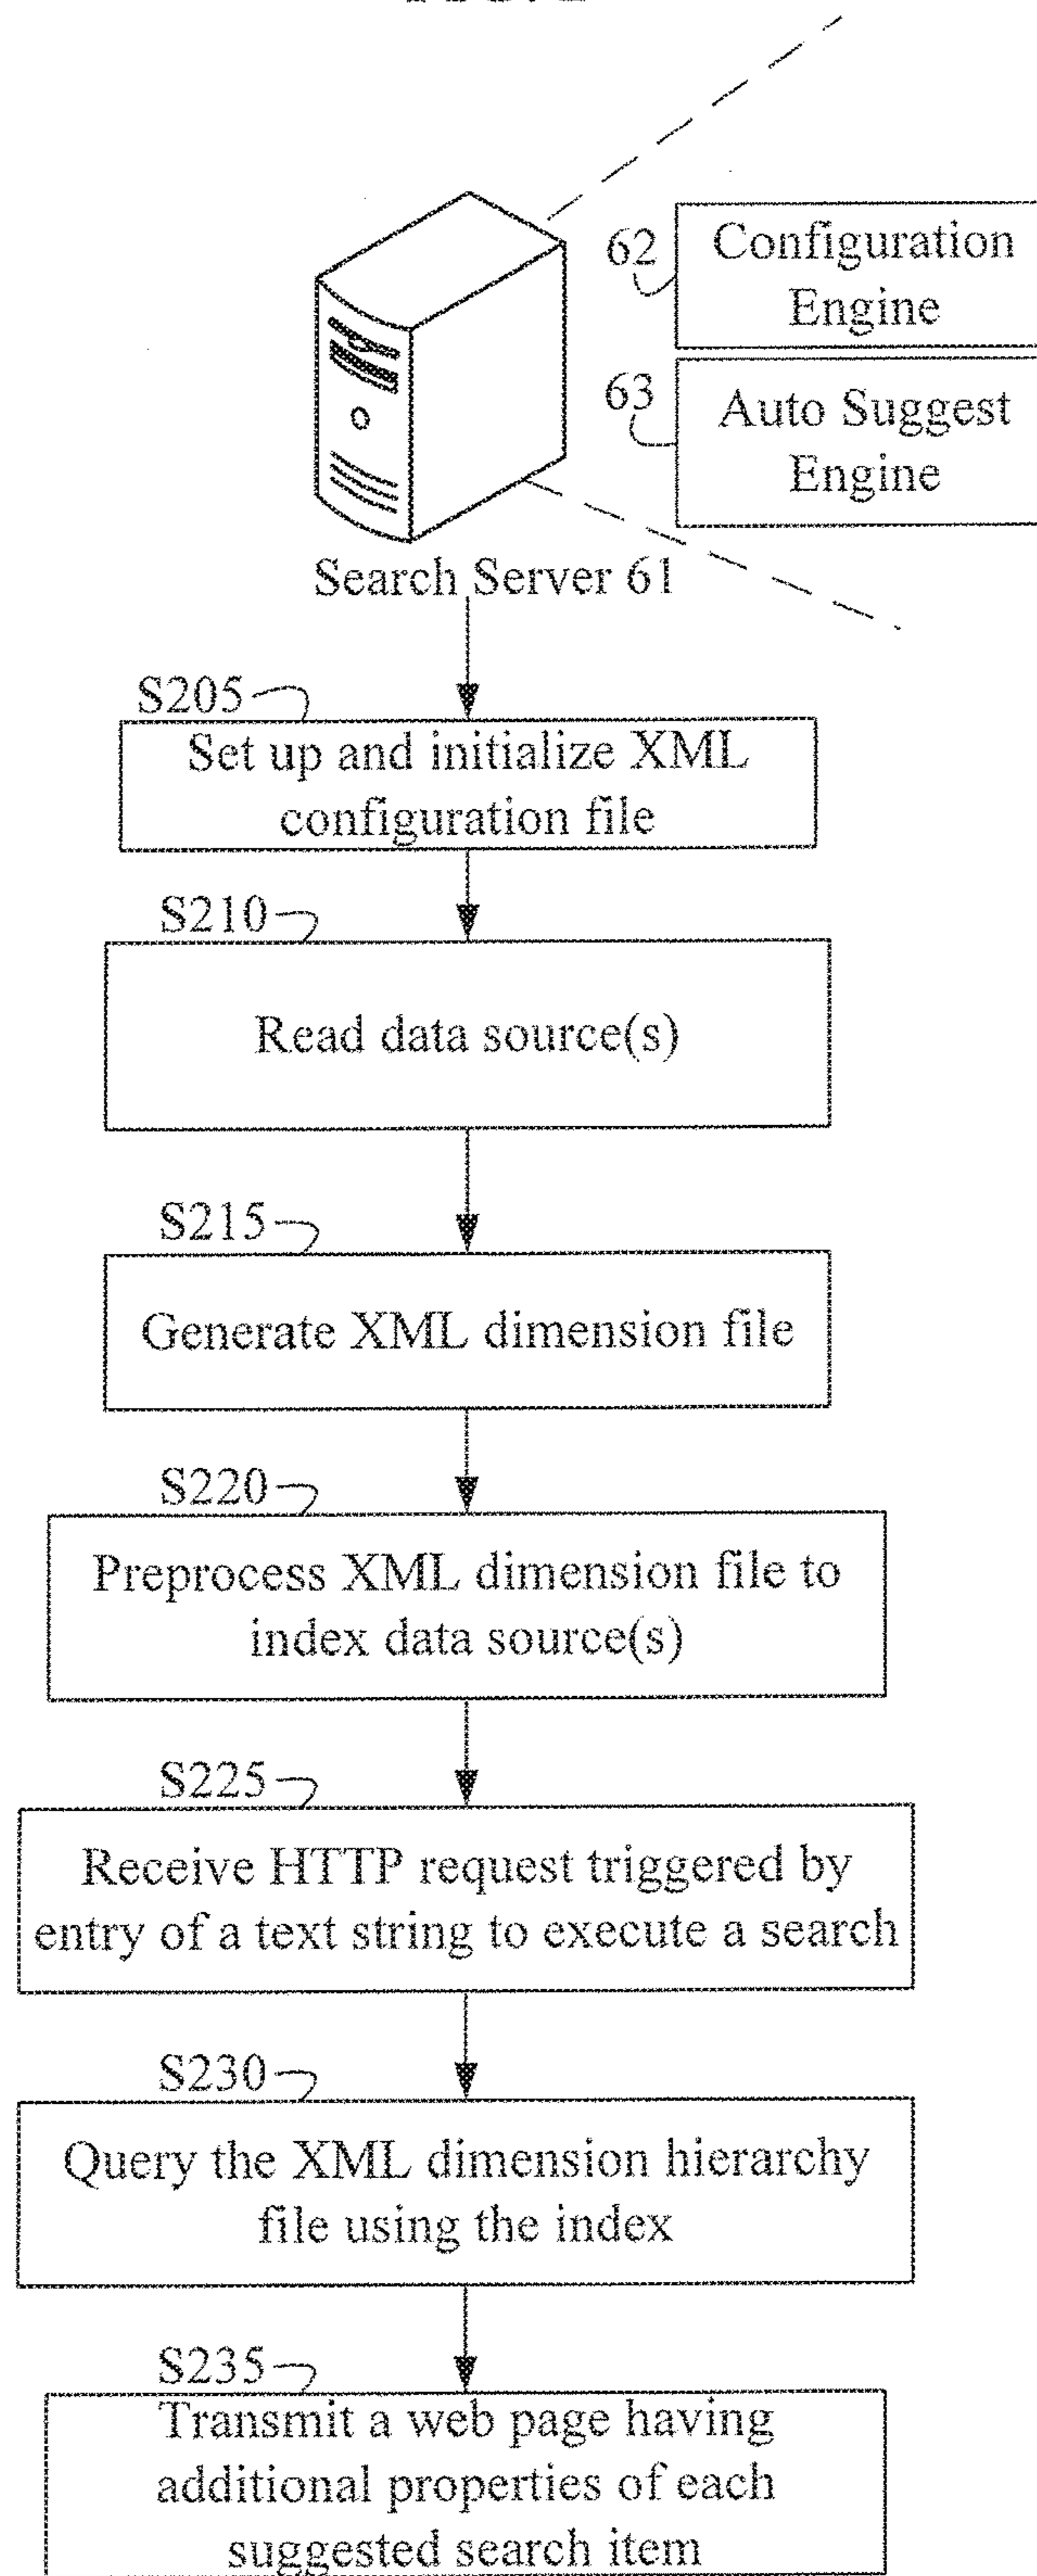 62
Configuration
Engine
63
Auto Suggest
Engine
Search Server 61
S205
Set up and initialize XML
configuration file
S210
Read data source(s)
S215
Generate XML dimension file
S220
Preprocess XML dimension file to
index data source(s)
S225
Receive HTTP request triggered by
entry of a text string to execute a search
S230
Query the XML dimension hierarchy
file using the index
S235
Transmit a web page having
additional properties of each
suggested search item